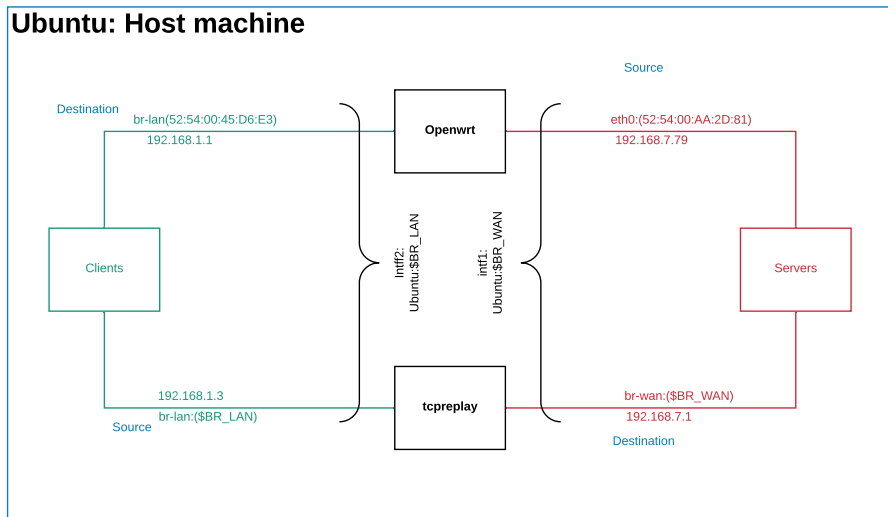 Ubuntu: Host machine
Source
Destination
br-lan(52:54:00:45:D6:E3)
192.168.1.1
Openwrt
eth0:(52:54:00:AA:2D:81)
192.168.7.79
Clients
Intff2:
Ubuntu:$BR_LAN
intf1:
Ubuntu:$BR_WAN
Servers
192.168.1.3
br-lan:($BR_LAN)
Source
tcpreplay
br-wan:($BR_WAN)
192.168.7.1
Destination